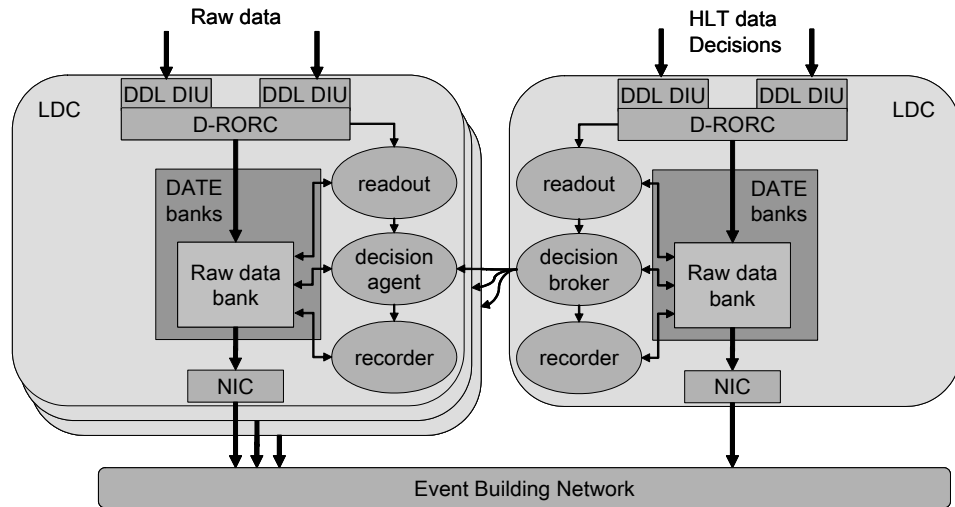 Raw data
HLT data
Decisions
LDC
DDL DIU
DDL DIU
D-RORC
readout
DATE
banks
decision
agent
Raw data
bank
recorder
NIC
DDL DIU
DDL DIU
LDC
D-RORC
readout
DATE
banks
decision
broker
Raw data
bank
recorder
NIC
Event Building Network